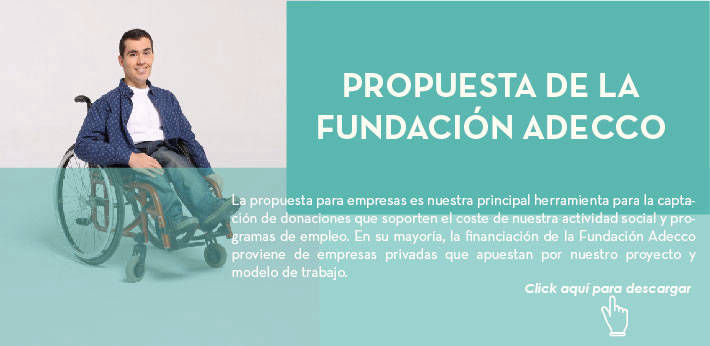 PROPUESTA DE LA
FUNDACIÓN ADECCO
La propuesta para empresas es nuestra principal herramienta para la capta-
ción de donaciones que soporten el coste de nuestra actividad social y pro-
gramas de empleo. En su mayoría, la financiación de la Fundación Adecco
proviene de empresas privadas que apuestan por nuestro proyecto y
modelo de trabajo.
Click aquí para descargar